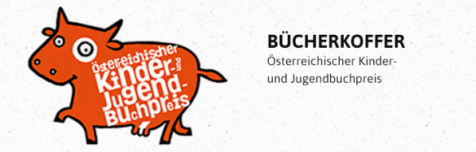 Österreichischer
Kinder- und
Jugend-
Buchpreis
BÜCHERKOFFER
Österreichischer Kinder-
und Jugendbuchpreis